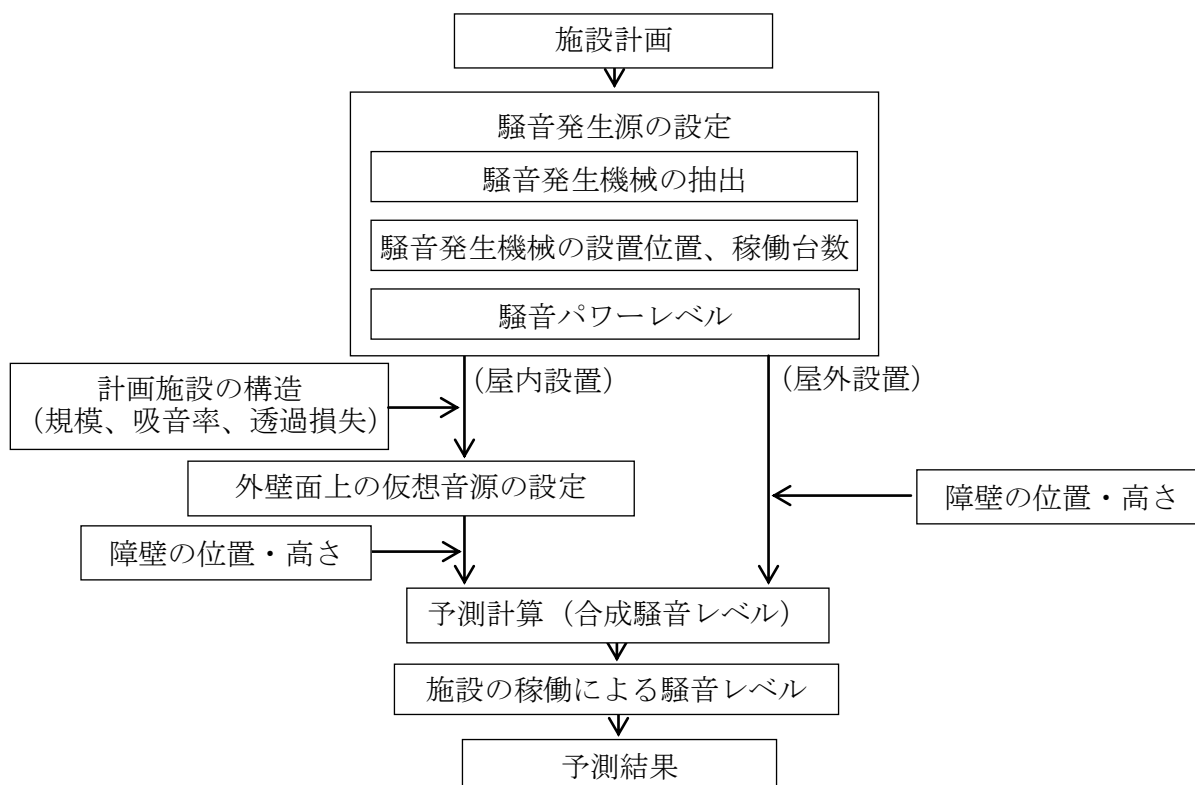 施設計画
騒音発生源の設定
騒音発生機械の抽出
騒音発生機械の設置位置、稼働台数
騒音パワーレベル
(屋内設置)
(屋外設置)
計画施設の構造
(規模、吸音率、透過損失)
外壁面上の仮想音源の設定
障壁の位置・高さ
障壁の位置・高さ
予測計算(合成騒音レベル)
施設の稼働による騒音レベル
予測結果